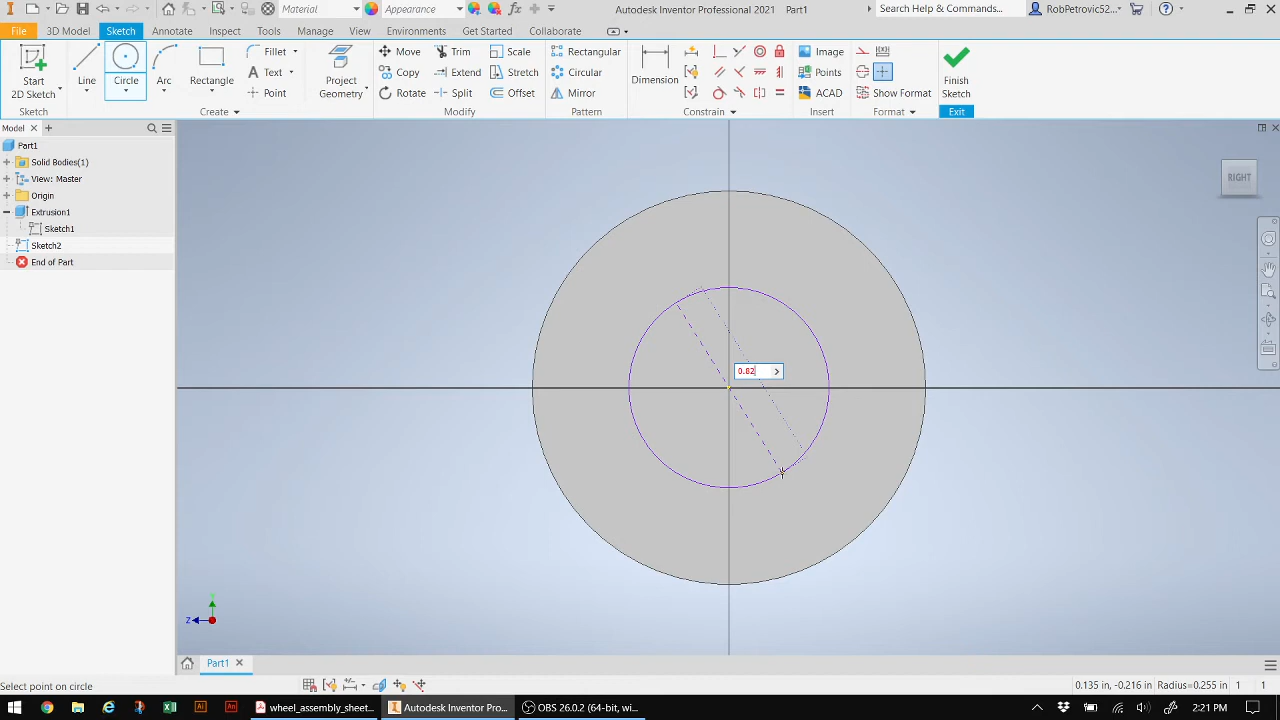 Material
Appearance
Autodesk Inventor Professional 2021 Part1
Search Help & Commands...
RobPetrovic52...
File
Sketch
3D Model
Annotate
Inspect
Tools
Manage
View
Environments
Get Started
Collaborate
Start
2D Sketch
Line
Circle
Arc
Rectangle
Fillet
Text
Point
Project
Geometry
Move
Copy
Rotate
Trim
Extend
Split
Scale
Stretch
Offset
Rectangular
Circular
Mirror
Dimension
Image
Points
ACAD
Show Format
Finish
Sketch
Sketch
Create
Modify
Pattern
Constrain
Insert
Format
Exit
Model
Part1
Solid Bodies(1)
View: Master
Origin
Extrusion1
Sketch1
Sketch2
End of Part
RIGHT
0.82
Y
Z
Part1
Select point on circle
0.135 in, -0.216 in Radius=0.255 in 1 1
wheel_assembly_sheet...
Autodesk Inventor Pro...
OBS 26.0.2 (64-bit, wi...
2:21 PM